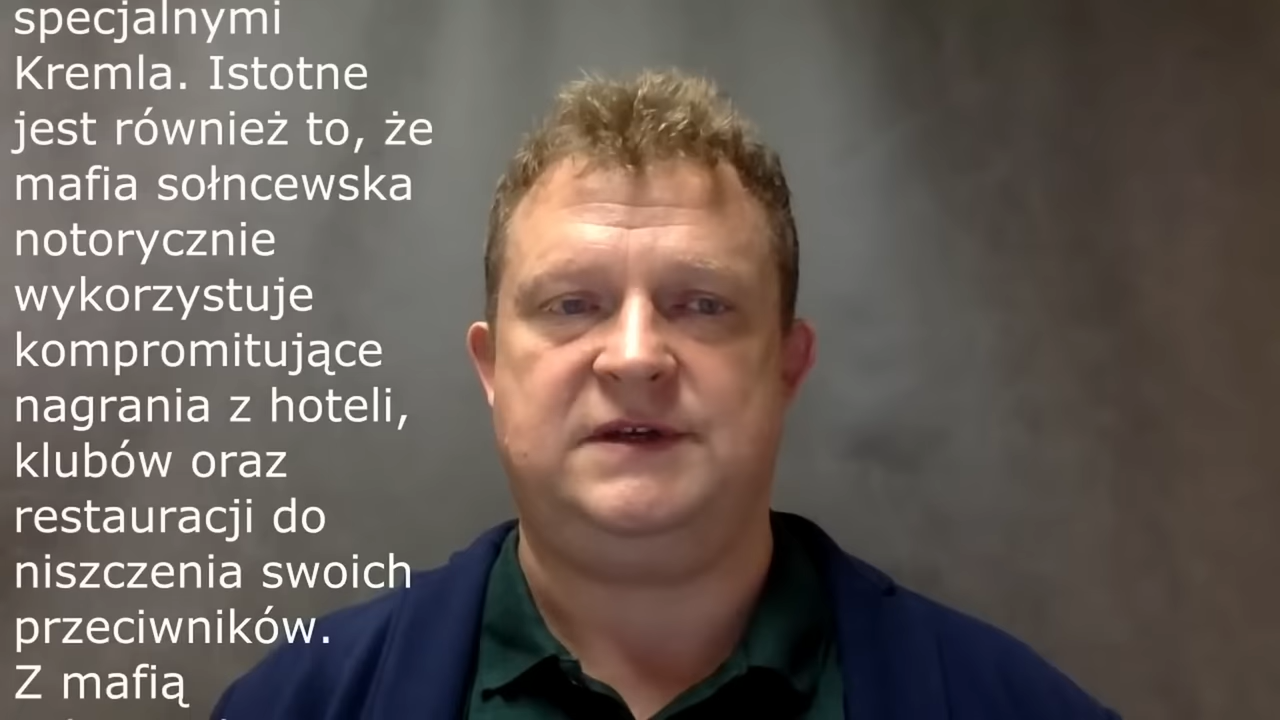 specjalnymi
Kremla. Istotne
jest również to, że
mafia sołncewska
notorycznie
wykorzystuje
kompromitujące
nagrania z hoteli,
klubów oraz
restauracji do
niszczenia swoich
przeciwników.
Z mafią